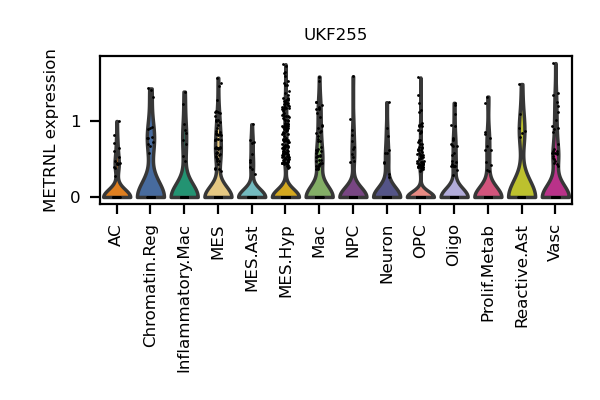 UKF255
METRNL expression
1
0
AC
Chromatin.Reg
Inflammatory.Mac
MES
MES.Ast
MES.Hyp
Mac
NPC
Neuron
OPC
Oligo
Prolif.Metab
Reactive.Ast
Vasc